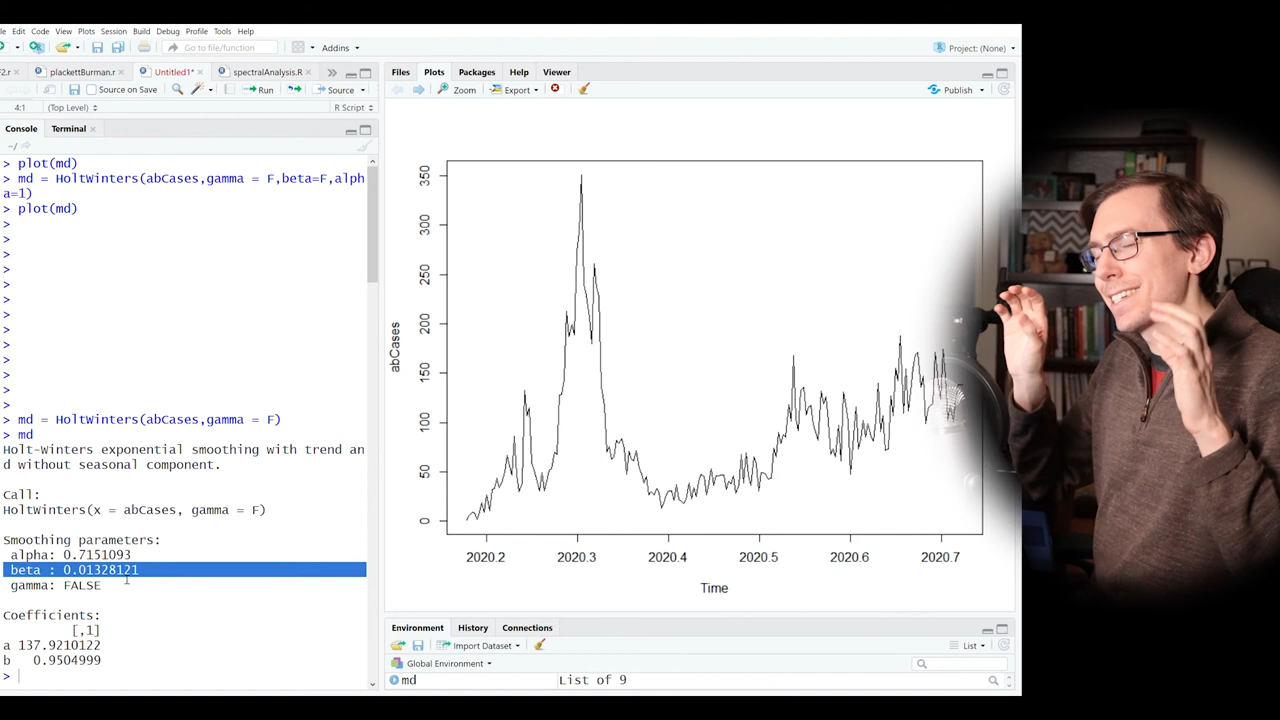 File Edit Code View Plots Session Build Debug Profile Tools Help
Go to file/function Addins Project: (None)
F2.r plackettBurman.r Untitled1* spectralAnalysis.R
Source on Save Run Source
4:1 (Top Level) R Script
Console Terminal
~/
> plot(md)
> md = HoltWinters(abCases,gamma = F,beta=F,alph
a=1)
> plot(md)
>
>
>
>
>
>
>
>
>
>
>
>
>
> md = HoltWinters(abCases,gamma = F)
> md
Holt-Winters exponential smoothing with trend an
d without seasonal component.
Call:
HoltWinters(x = abCases, gamma = F)
Smoothing parameters:
alpha: 0.7151093
beta : 0.01328121
gamma: FALSE
Coefficients:
[,1]
a 137.9210122
b 0.9504999
>
Files Plots Packages Help Viewer
Zoom Export Publish
abCases
350
300
250
200
150
100
50
0
2020.2 2020.3 2020.4 2020.5 2020.6 2020.7
Time
Environment History Connections
Import Dataset List
Global Environment
md List of 9